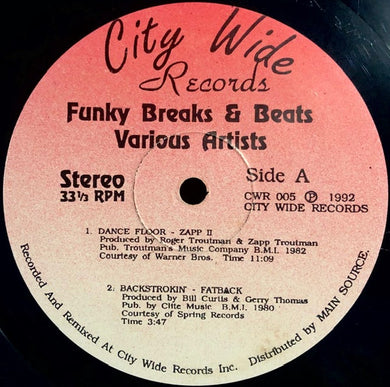 City Wide
Records
Funky Breaks & Beats
Various Artists
Stereo
33 1/3 RPM
Side A
CWR 005 Ⓟ 1992
CITY WIDE RECORDS
1. DANCE FLOOR - ZAPP II
Produced by Roger Troutman & Zapp Troutman
Pub. Troutman's Music Company B.M.I. 1982
Courtesy of Warner Bros. Time 11:09
2: BACKSTROKIN' - FATBACK
Produced by Bill Curtis & Gerry Thomas
Pub. by Clite Music B.M.I. 1980
Courtesy of Spring Records
Time 3:47
Recorded And Remixed At City Wide Records Inc. Distributed by MAIN SOURCE.